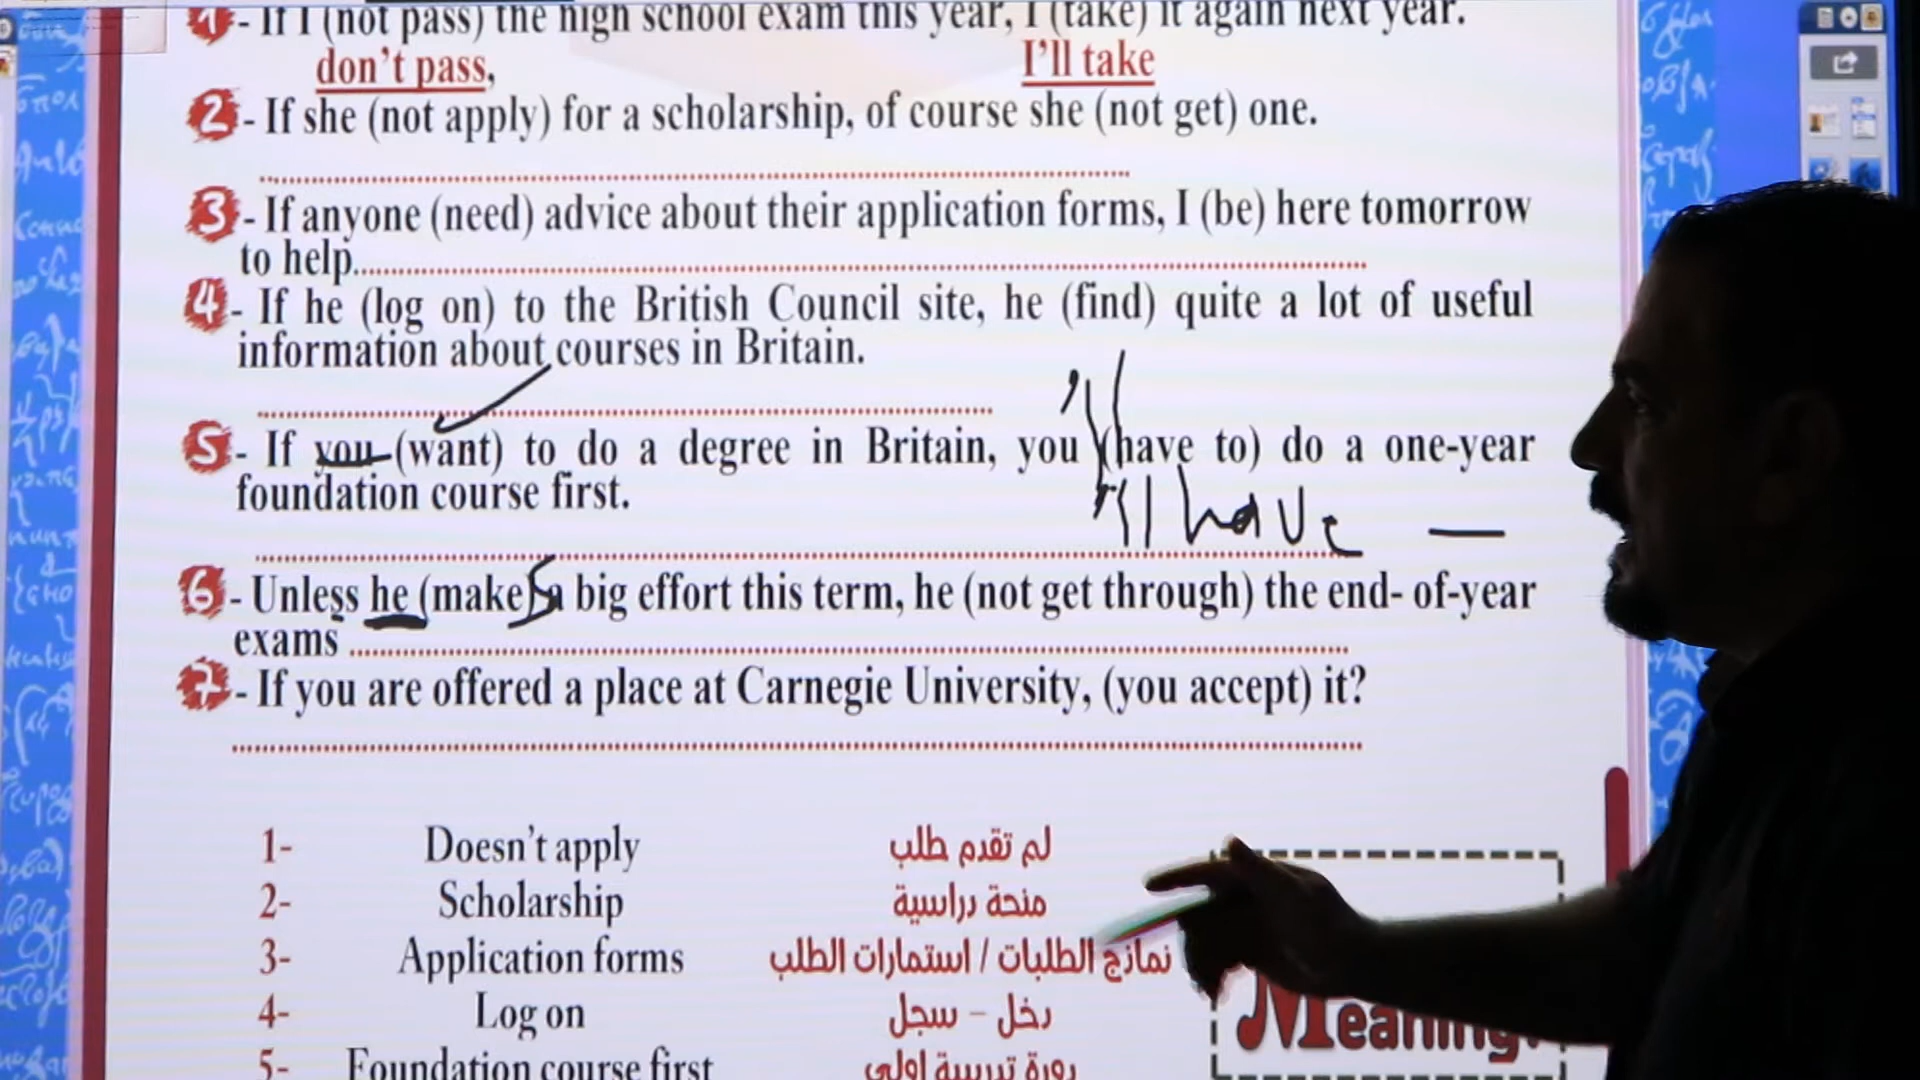 1- If I (not pass) the high school exam this year, I (take) it again next year.
don't pass, I'll take
2- If she (not apply) for a scholarship, of course she (not get) one.
3- If anyone (need) advice about their application forms, I (be) here tomorrow
to help
4- If he (log on) to the British Council site, he (find) quite a lot of useful
information about courses in Britain.
5- If you (want) to do a degree in Britain, you (have to) do a one-year
foundation course first.
'll have
6- Unless he (make) a big effort this term, he (not get through) the end- of-year
exams
7- If you are offered a place at Carnegie University, (you accept) it?
1- Doesn't apply لم تقدم طلب
2- Scholarship منحة دراسية
3- Application forms نماذج الطلبات / استمارات الطلب
4- Log on دخل – سجل
5- Foundation course first دورة تدريبية اولى
Meaning